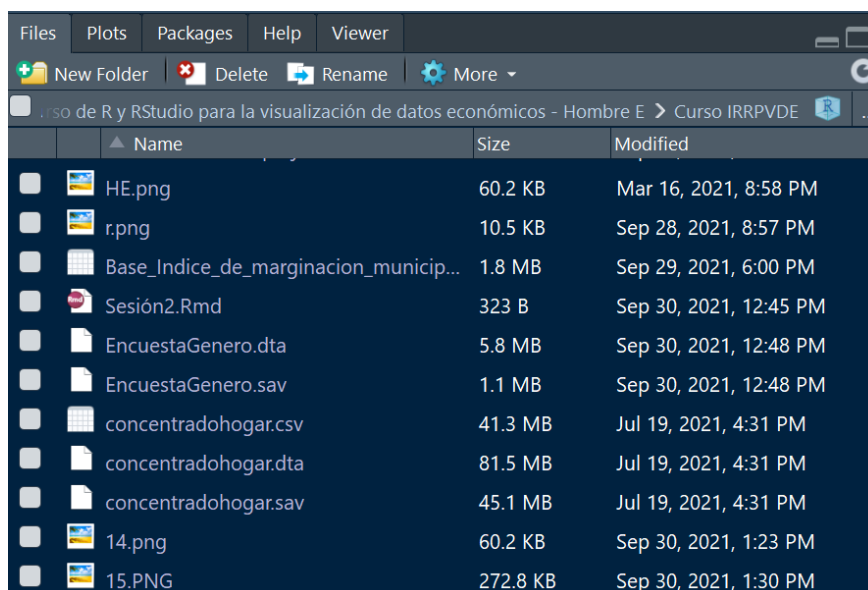 Files Plots Packages Help Viewer
New Folder Delete Rename More
.rso de R y RStudio para la visualización de datos económicos - Hombre E > Curso IRRPVDE R ...
Name Size Modified
HE.png 60.2 KB Mar 16, 2021, 8:58 PM
r.png 10.5 KB Sep 28, 2021, 8:57 PM
Base_Indice_de_marginacion_municip... 1.8 MB Sep 29, 2021, 6:00 PM
Rmd Sesión2.Rmd 323 B Sep 30, 2021, 12:45 PM
EncuestaGenero.dta 5.8 MB Sep 30, 2021, 12:48 PM
EncuestaGenero.sav 1.1 MB Sep 30, 2021, 12:48 PM
concentradohogar.csv 41.3 MB Jul 19, 2021, 4:31 PM
concentradohogar.dta 81.5 MB Jul 19, 2021, 4:31 PM
concentradohogar.sav 45.1 MB Jul 19, 2021, 4:31 PM
14.png 60.2 KB Sep 30, 2021, 1:23 PM
15.PNG 272.8 KB Sep 30, 2021, 1:30 PM